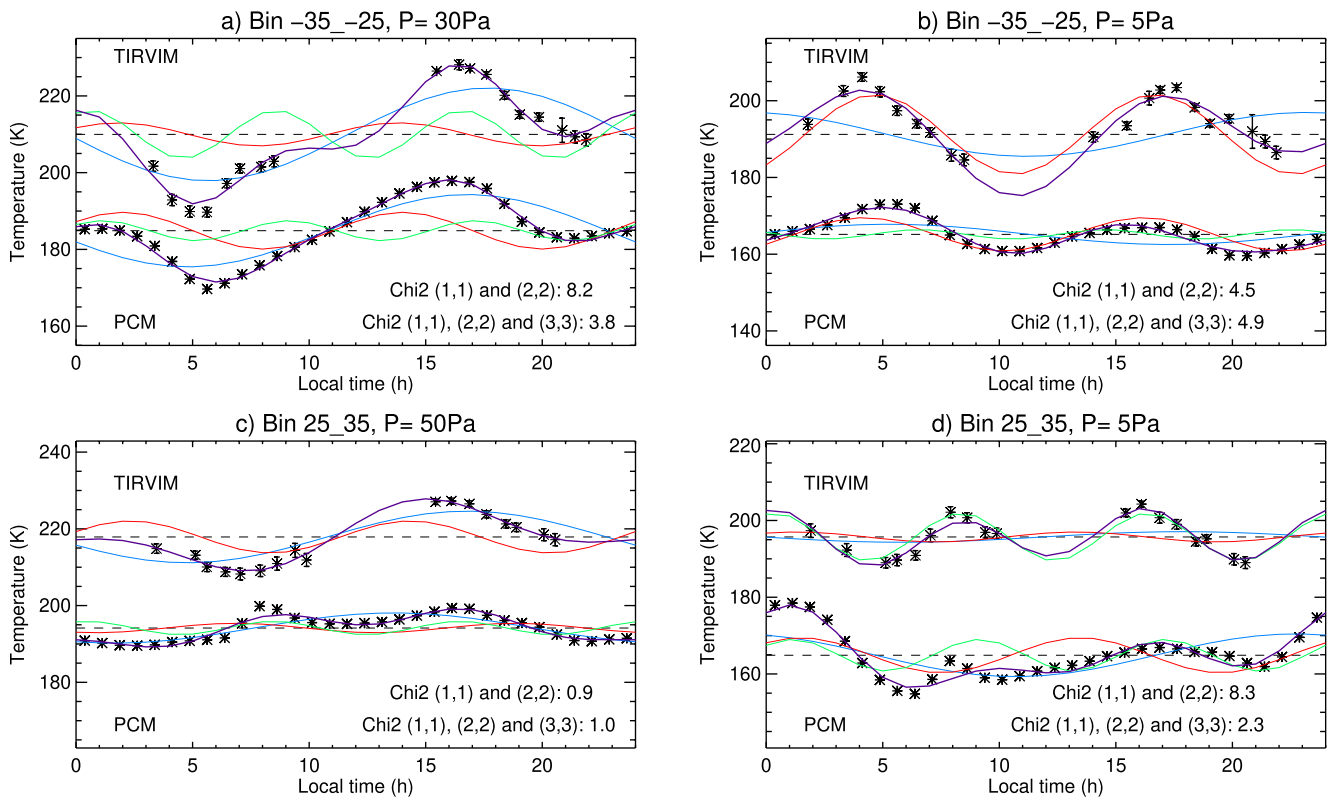 a) Bin −35_−25, P= 30Pa
TIRVIM
220
200
180
160
Temperature (K)
Chi2 (1,1) and (2,2): 8.2
PCM
Chi2 (1,1), (2,2) and (3,3): 3.8
0 5 10 15 20
Local time (h)
b) Bin −35_−25, P= 5Pa
TIRVIM
200
180
160
140
Temperature (K)
Chi2 (1,1) and (2,2): 4.5
PCM
Chi2 (1,1), (2,2) and (3,3): 4.9
0 5 10 15 20
Local time (h)
c) Bin 25_35, P= 50Pa
240
TIRVIM
220
200
180
Temperature (K)
Chi2 (1,1) and (2,2): 0.9
PCM
Chi2 (1,1), (2,2) and (3,3): 1.0
0 5 10 15 20
Local time (h)
d) Bin 25_35, P= 5Pa
220
TIRVIM
200
180
160
140
Temperature (K)
Chi2 (1,1) and (2,2): 8.3
PCM
Chi2 (1,1), (2,2) and (3,3): 2.3
0 5 10 15 20
Local time (h)